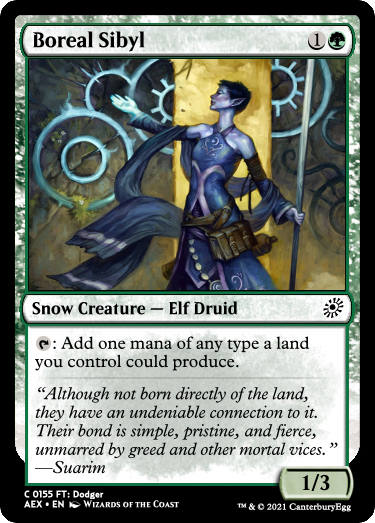 Boreal Sibyl 1
Snow Creature — Elf Druid
: Add one mana of any type a land
you control could produce.
“Although not born directly of the land,
they have an undeniable connection to it.
Their bond is simple, pristine, and fierce,
unmarred by greed and other mortal vices.”
—Suarim
1/3
C 0155 FT: Dodger
AEX • EN Wizards of the Coast
™ & © 2021 CanterburyEgg